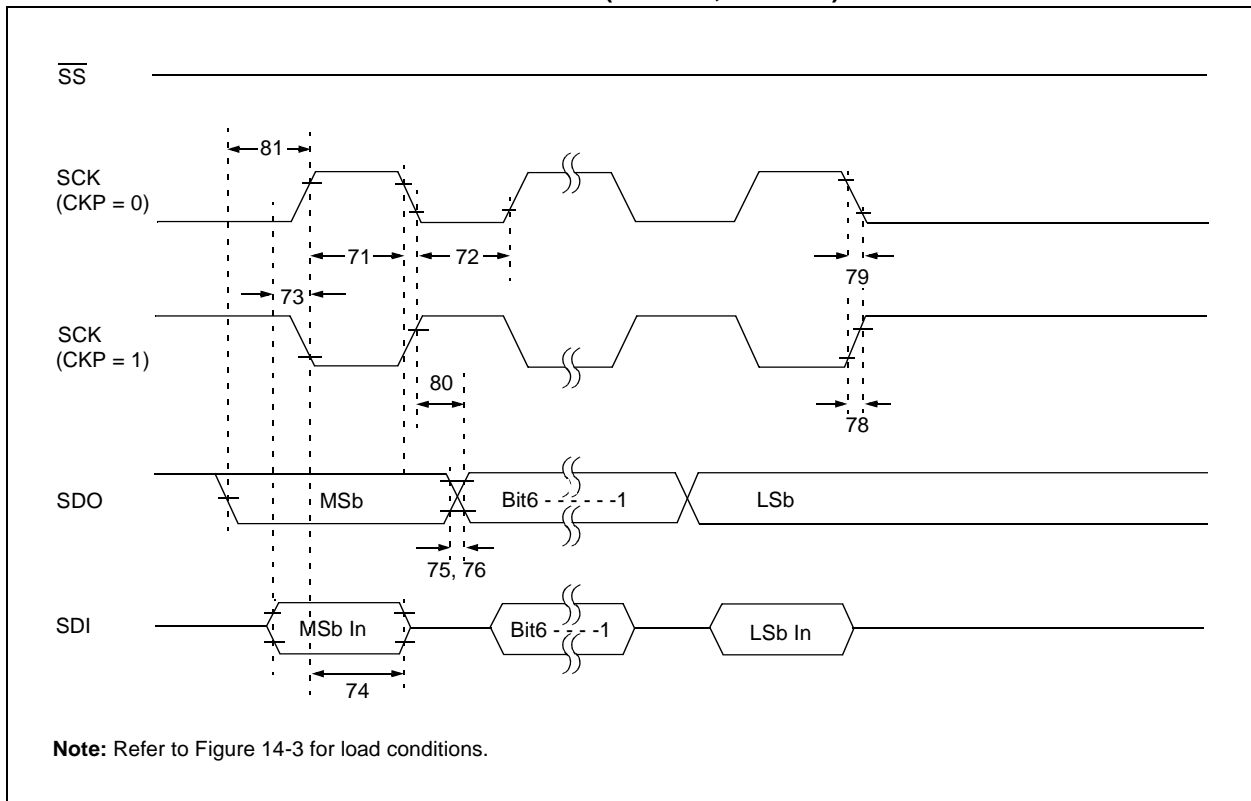 SS
81
SCK
(CKP = 0)
71
72
79
73
SCK
(CKP = 1)
80
78
SDO
MSb
Bit6 - - - - - -1
LSb
75, 76
SDI
MSb In
Bit6 - - - - -1
LSb In
74
Note: Refer to Figure 14-3 for load conditions.